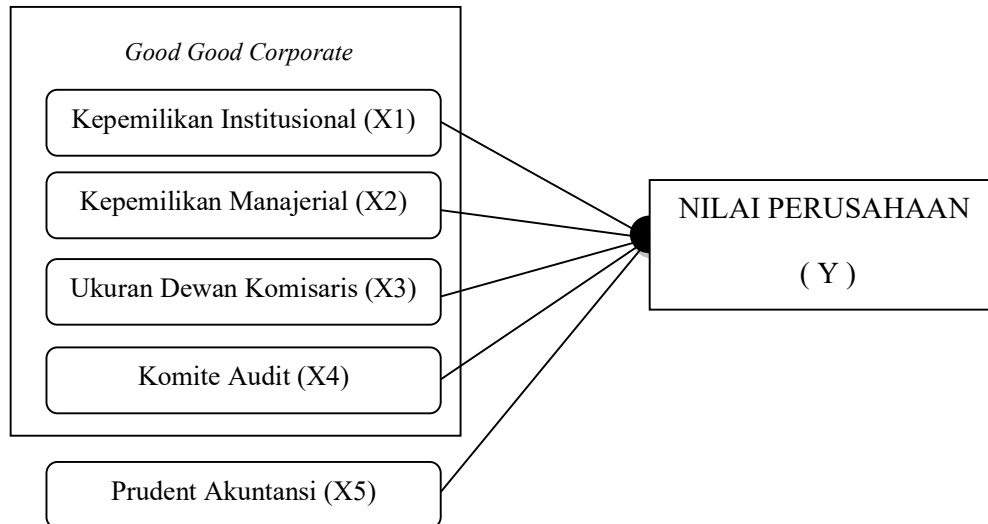 Good Good Corporate
Kepemilikan Institusional (X1)
Kepemilikan Manajerial (X2)
Ukuran Dewan Komisaris (X3)
Komite Audit (X4)
Prudent Akuntansi (X5)
NILAI PERUSAHAAN
( Y )